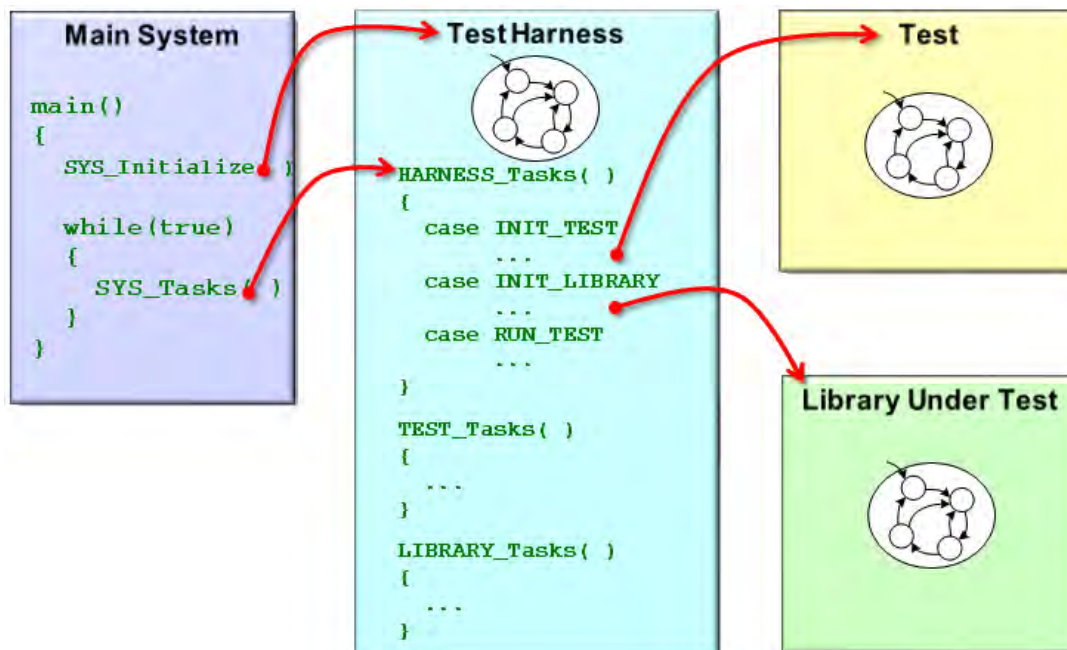 Main System
main()
{
SYS_Initialize( )
while(true)
{
SYS_Tasks( )
}
}
Test Harness
HARNESS_Tasks( )
{
case INIT_TEST
...
case INIT_LIBRARY
...
case RUN_TEST
...
}
TEST_Tasks( )
{
...
}
LIBRARY_Tasks( )
{
...
}
Test
Library Under Test